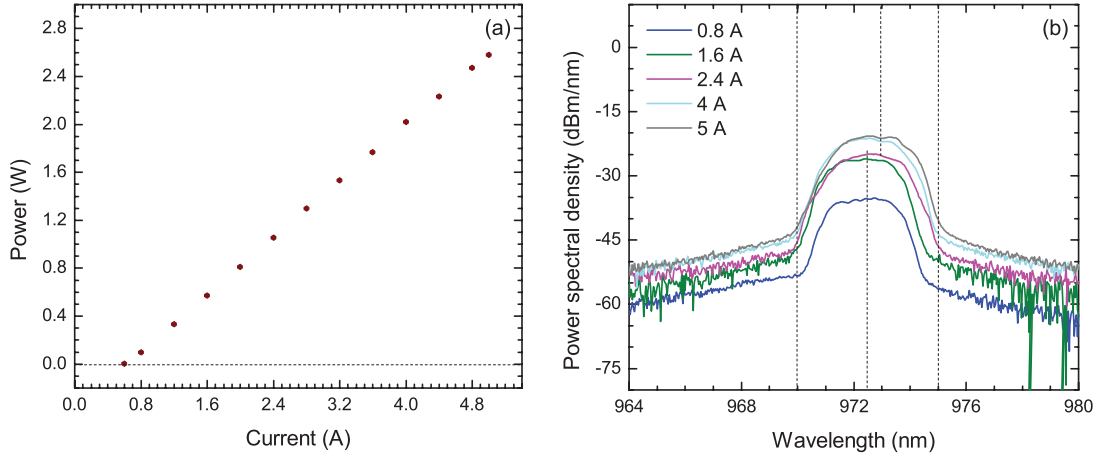 (a)
2.8
2.4
2.0
1.6
1.2
0.8
0.4
0.0
0.0 0.8 1.6 2.4 3.2 4.0 4.8
Power (W)
Current (A)
(b)
0.8 A
1.6 A
2.4 A
4 A
5 A
0
-15
-30
-45
-60
-75
964 968 972 976 980
Power spectral density (dBm/nm)
Wavelength (nm)